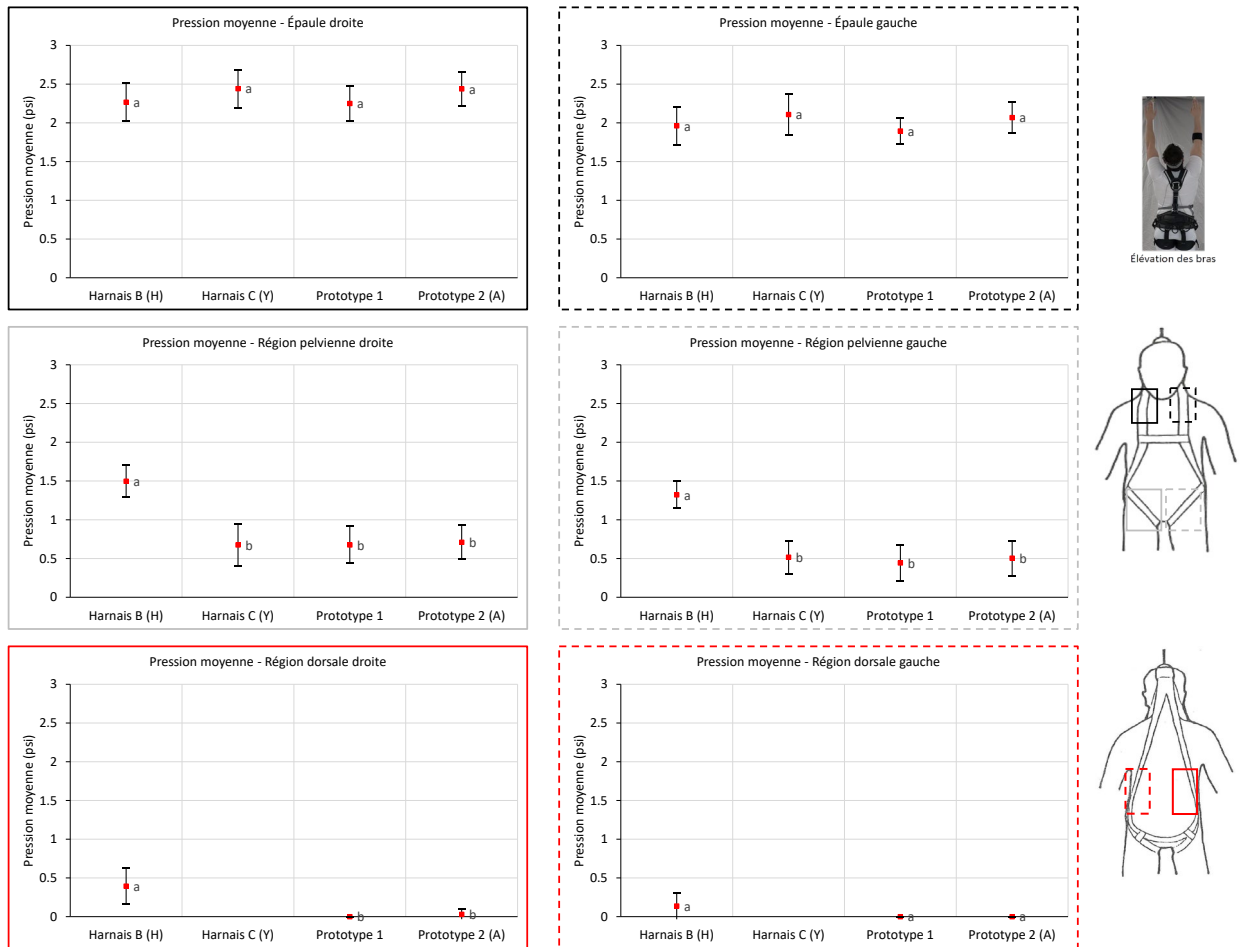 Pression moyenne - Épaule droite
Pression moyenne (psi)
3
2.5
2
1.5
1
0.5
0
a
a
a
a
Harnais B (H) Harnais C (Y) Prototype 1 Prototype 2 (A)
Pression moyenne - Épaule gauche
Pression moyenne (psi)
3
2.5
2
1.5
1
0.5
0
a
a
a
a
Harnais B (H) Harnais C (Y) Prototype 1 Prototype 2 (A)
Élévation des bras
Pression moyenne - Région pelvienne droite
Pression moyenne (psi)
3
2.5
2
1.5
1
0.5
0
a
b
b
b
Harnais B (H) Harnais C (Y) Prototype 1 Prototype 2 (A)
Pression moyenne - Région pelvienne gauche
Pression moyenne (psi)
3
2.5
2
1.5
1
0.5
0
a
b
b
b
Harnais B (H) Harnais C (Y) Prototype 1 Prototype 2 (A)
Pression moyenne - Région dorsale droite
Pression moyenne (psi)
3
2.5
2
1.5
1
0.5
0
a
b
b
Harnais B (H) Harnais C (Y) Prototype 1 Prototype 2 (A)
Pression moyenne - Région dorsale gauche
Pression moyenne (psi)
3
2.5
2
1.5
1
0.5
0
a
a
a
Harnais B (H) Harnais C (Y) Prototype 1 Prototype 2 (A)